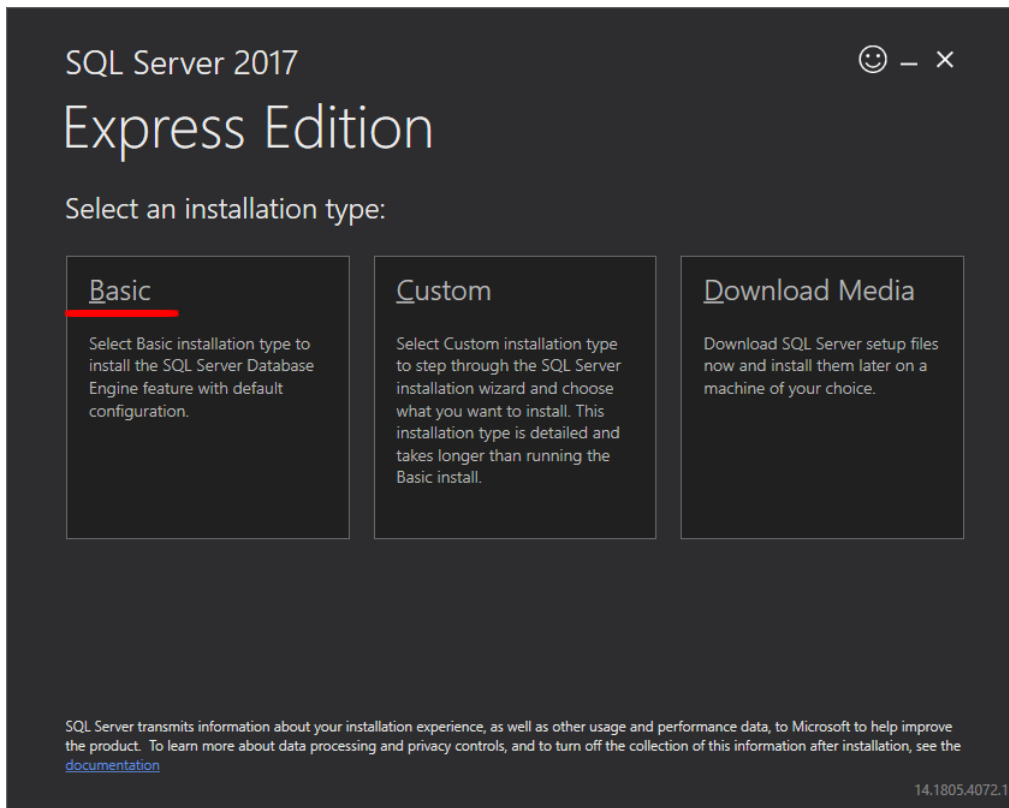 SQL Server 2017
Express Edition
Select an installation type:
Basic
Select Basic installation type to
install the SQL Server Database
Engine feature with default
configuration.
Custom
Select Custom installation type
to step through the SQL Server
installation wizard and choose
what you want to install. This
installation type is detailed and
takes longer than running the
Basic install.
Download Media
Download SQL Server setup files
now and install them later on a
machine of your choice.
SQL Server transmits information about your installation experience, as well as other usage and performance data, to Microsoft to help improve
the product.  To learn more about data processing and privacy controls, and to turn off the collection of this information after installation, see the
documentation
14.1805.4072.1